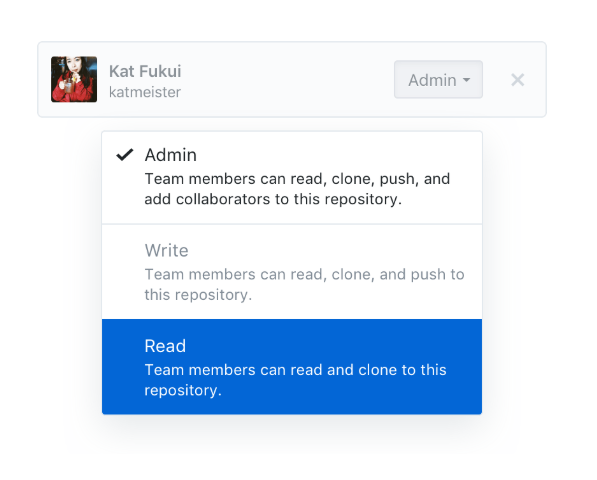 Kat Fukui
katmeister
Admin
Admin
Team members can read, clone, push, and
add collaborators to this repository.
Write
Team members can read, clone, and push to
this repository.
Read
Team members can read and clone to this
repository.